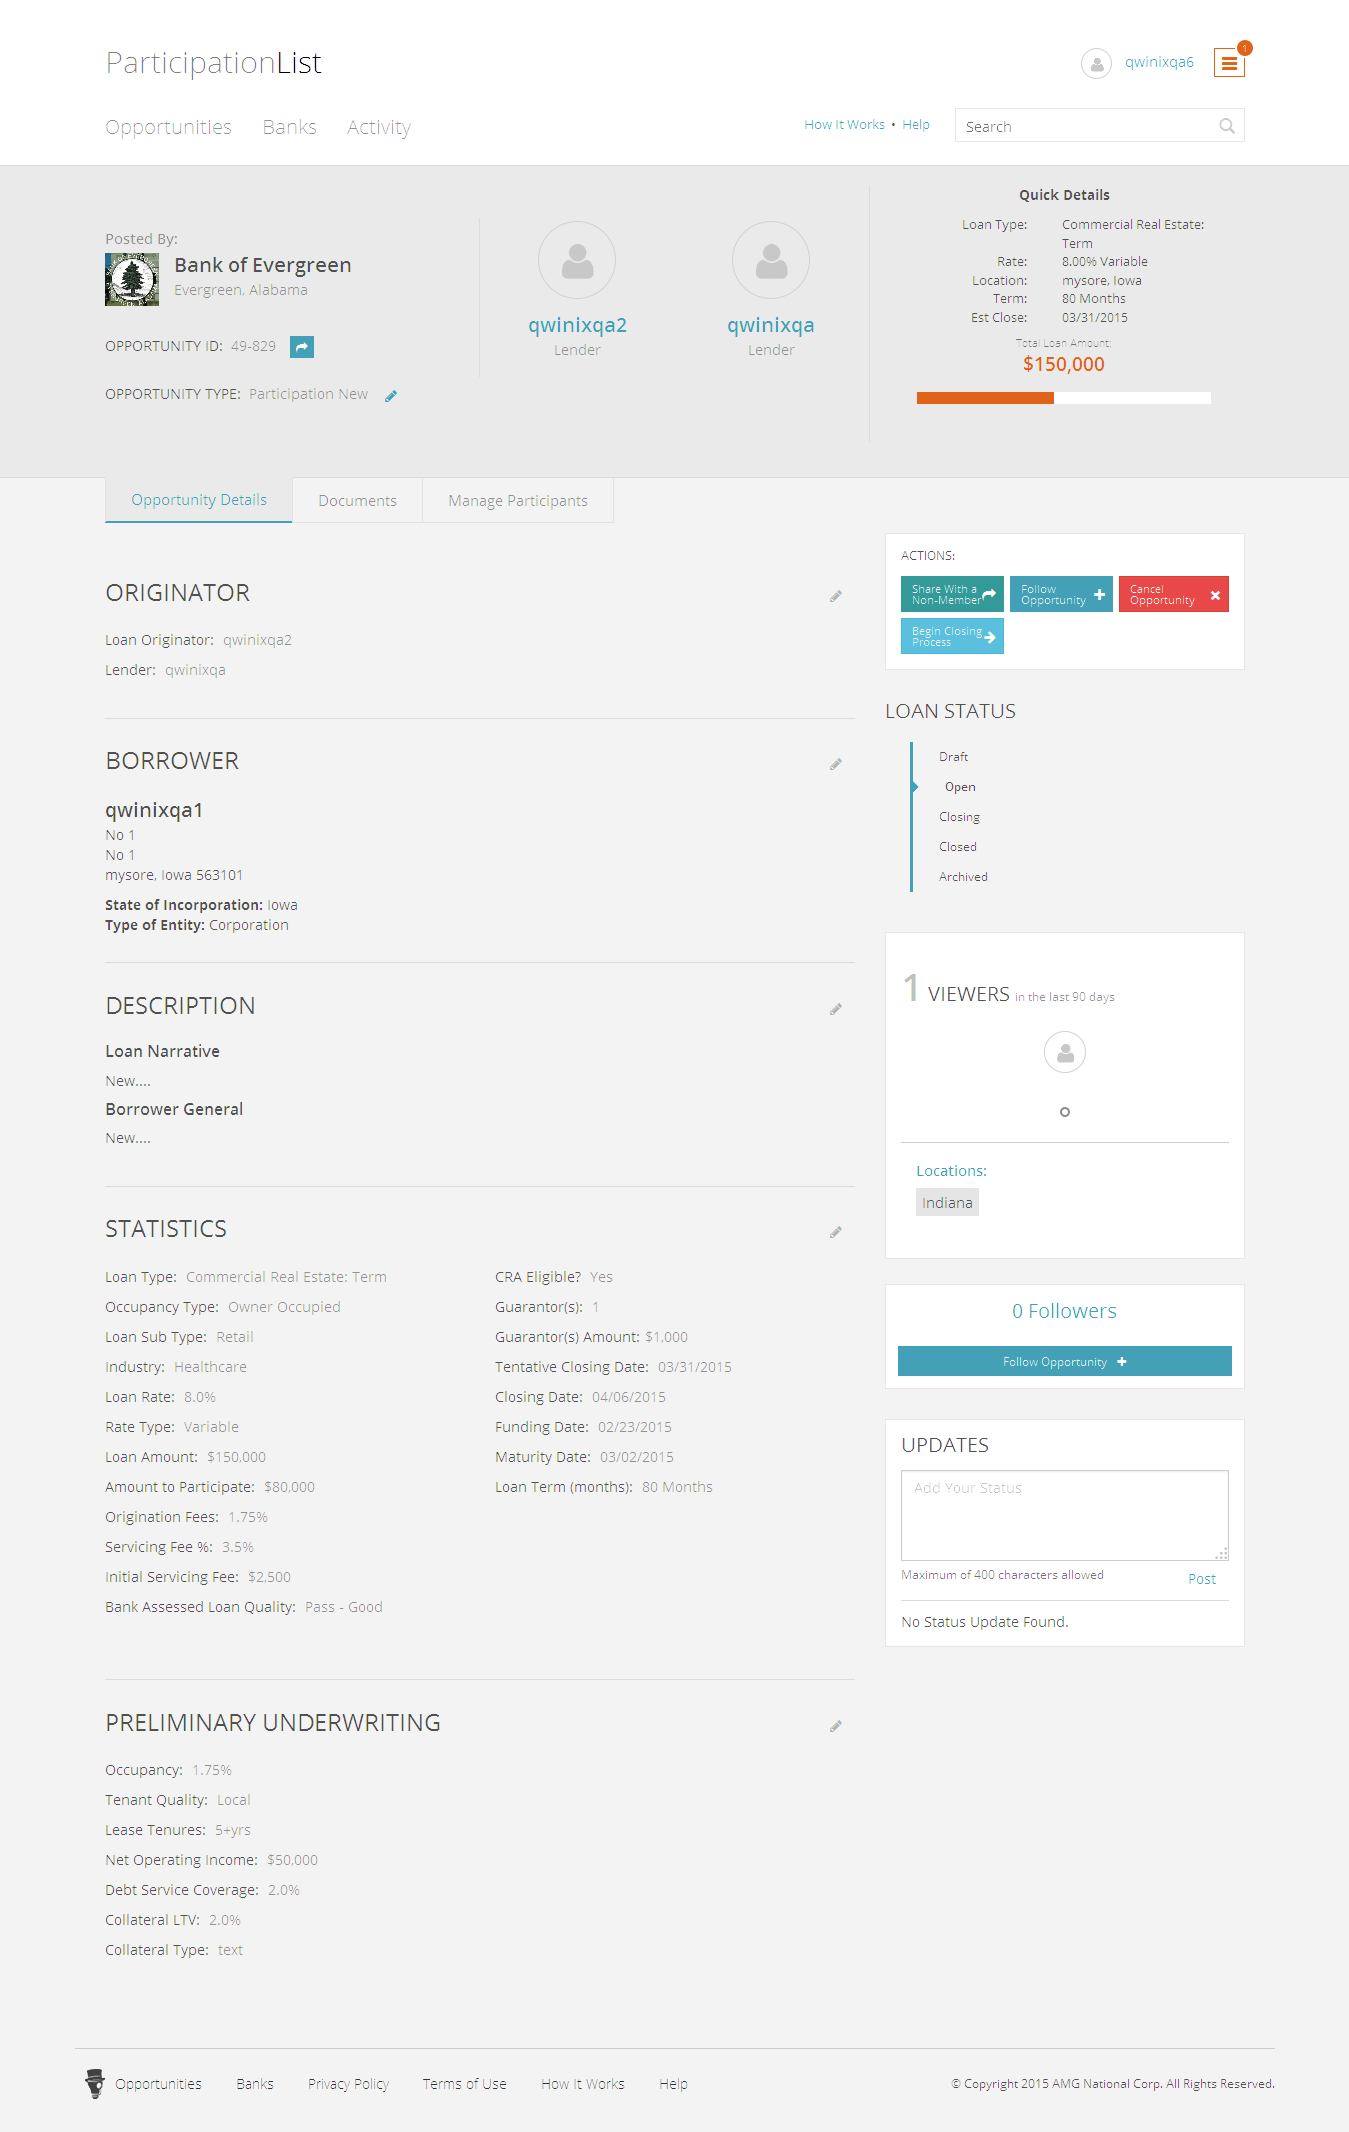 ParticipationList
qwinixqa6
1
Opportunities Banks Activity
How It Works • Help
Search
Posted By:
Bank of Evergreen
Evergreen, Alabama
OPPORTUNITY ID: 49-829
OPPORTUNITY TYPE: Participation New
qwinixqa2
Lender
qwinixqa
Lender
Quick Details
Loan Type: Commercial Real Estate:
Term
Rate: 8.00% Variable
Location: mysore, Iowa
Term: 80 Months
Est Close: 03/31/2015
Total Loan Amount:
$150,000
Opportunity Details
Documents
Manage Participants
ORIGINATOR
Loan Originator: qwinixqa2
Lender: qwinixqa
BORROWER
qwinixqa1
No 1
No 1
mysore, Iowa 563101
State of Incorporation: Iowa
Type of Entity: Corporation
DESCRIPTION
Loan Narrative
New....
Borrower General
New....
STATISTICS
Loan Type: Commercial Real Estate: Term
Occupancy Type: Owner Occupied
Loan Sub Type: Retail
Industry: Healthcare
Loan Rate: 8.0%
Rate Type: Variable
Loan Amount: $150,000
Amount to Participate: $80,000
Origination Fees: 1.75%
Servicing Fee %: 3.5%
Initial Servicing Fee: $2,500
Bank Assessed Loan Quality: Pass - Good
CRA Eligible? Yes
Guarantor(s): 1
Guarantor(s) Amount: $1,000
Tentative Closing Date: 03/31/2015
Closing Date: 04/06/2015
Funding Date: 02/23/2015
Maturity Date: 03/02/2015
Loan Term (months): 80 Months
PRELIMINARY UNDERWRITING
Occupancy: 1.75%
Tenant Quality: Local
Lease Tenures: 5+yrs
Net Operating Income: $50,000
Debt Service Coverage: 2.0%
Collateral LTV: 2.0%
Collateral Type: text
ACTIONS:
Share With a
Non-Member
Follow
Opportunity
Cancel
Opportunity
Begin Closing
Process
LOAN STATUS
Draft
Open
Closing
Closed
Archived
1 VIEWERS in the last 90 days
Locations:
Indiana
0 Followers
Follow Opportunity
UPDATES
Add Your Status
Maximum of 400 characters allowed
Post
No Status Update Found.
Opportunities Banks Privacy Policy Terms of Use How It Works Help
© Copyright 2015 AMG National Corp. All Rights Reserved.